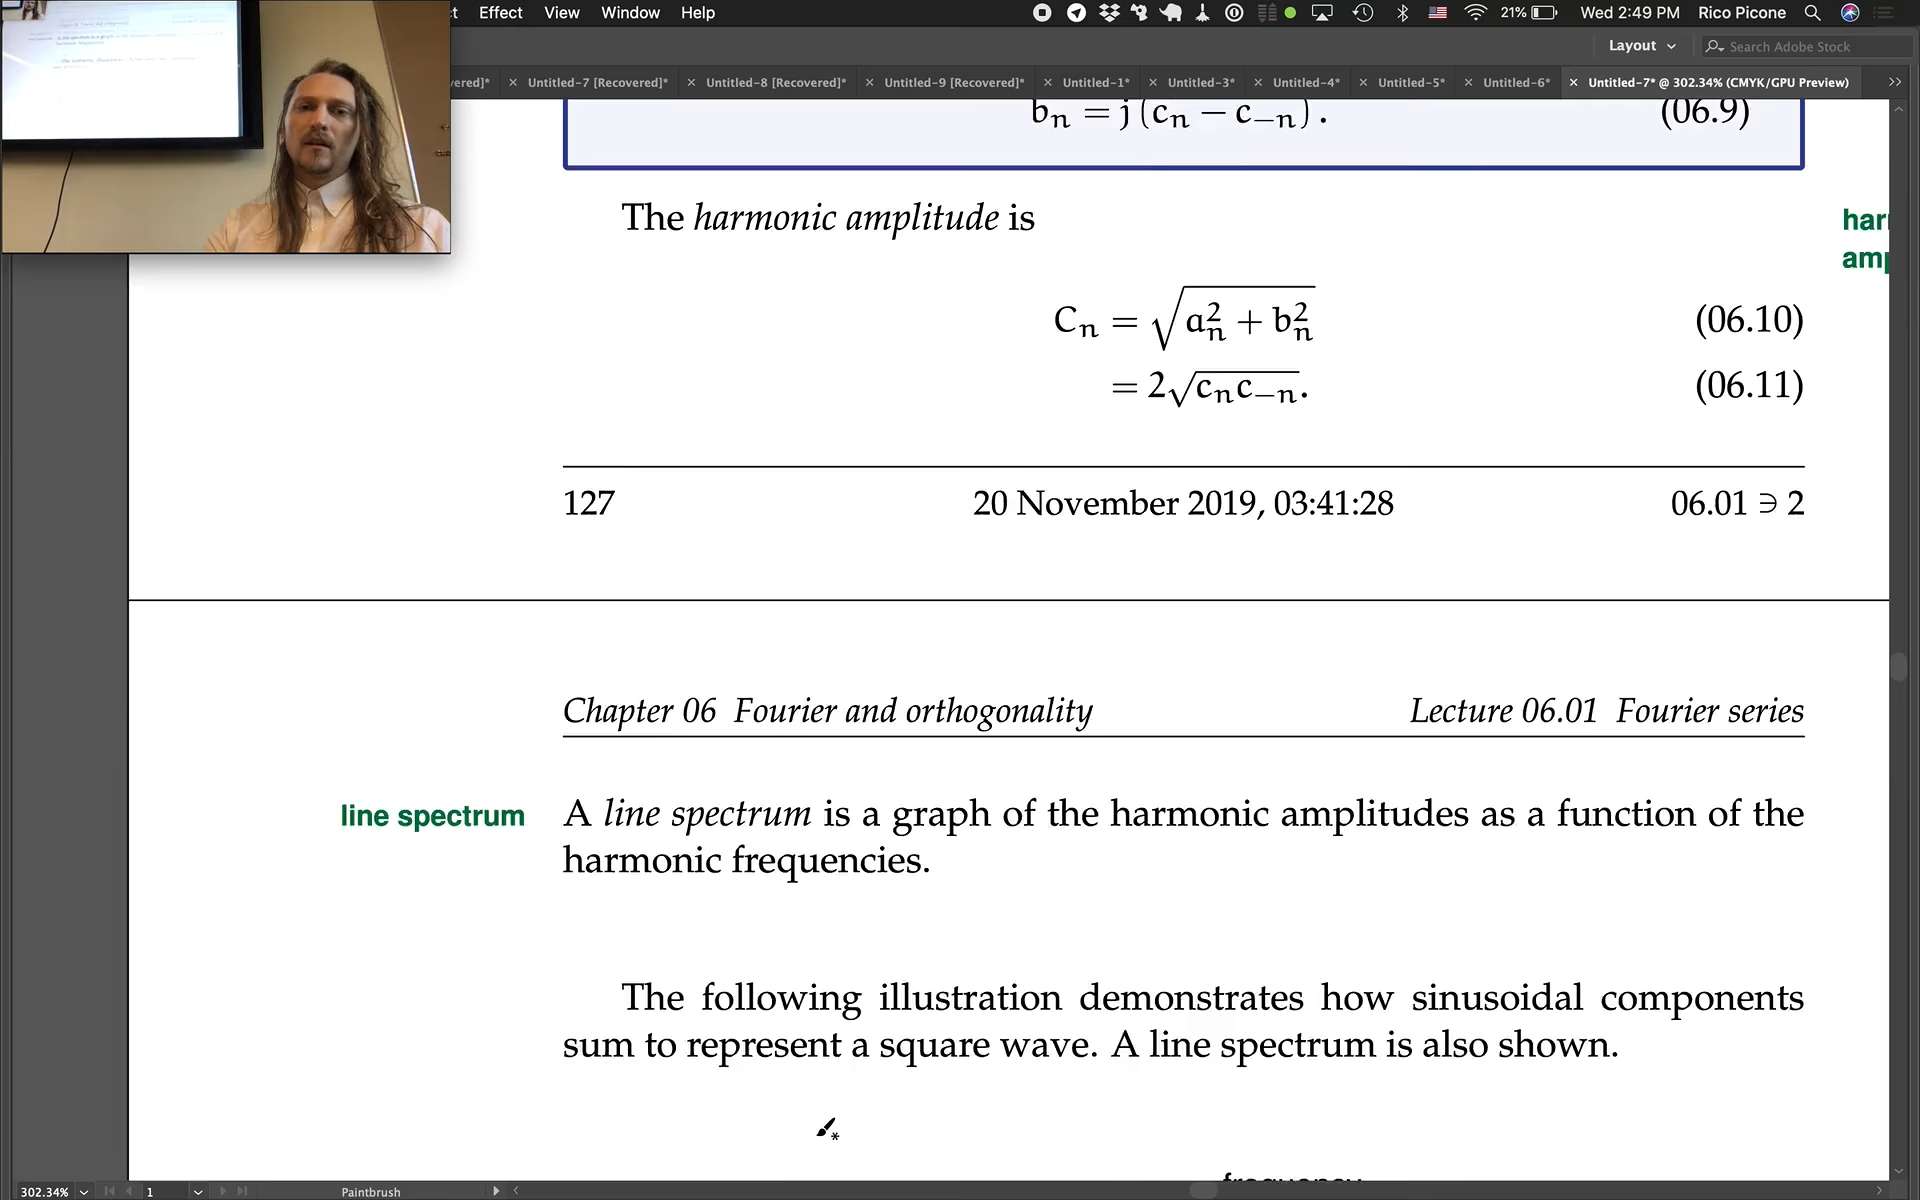 t Effect View Window Help 21% Wed 2:49 PM Rico Picone
Layout Search Adobe Stock
vered]* × Untitled-7 [Recovered]* × Untitled-8 [Recovered]* × Untitled-9 [Recovered]* × Untitled-1* × Untitled-3* × Untitled-4* × Untitled-5* × Untitled-6* × Untitled-7* @ 302.34% (CMYK/GPU Preview) >>
bₙ = j (cₙ − c₋ₙ) . (06.9)
The harmonic amplitude is
har
amp
Cₙ = √(aₙ² + bₙ²) (06.10)
= 2√(cₙc₋ₙ). (06.11)
127 20 November 2019, 03:41:28 06.01 ∋ 2
Chapter 06 Fourier and orthogonality Lecture 06.01 Fourier series
line spectrum A line spectrum is a graph of the harmonic amplitudes as a function of the
harmonic frequencies.
The following illustration demonstrates how sinusoidal components
sum to represent a square wave. A line spectrum is also shown.
frequency
302.34% 1 Paintbrush